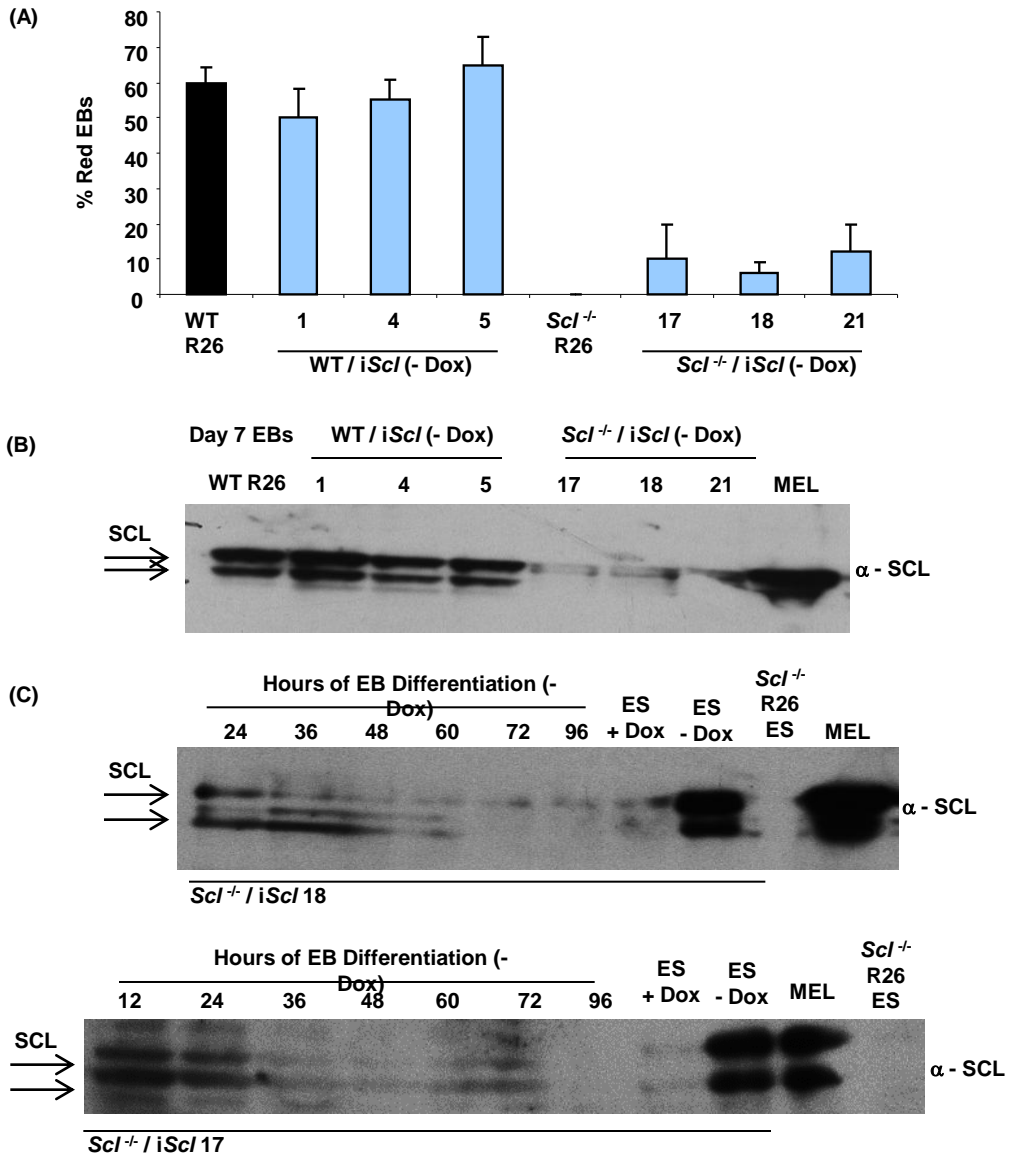 (A)
80
70
60
50
40
30
20
10
0
% Red EBs
WT R26
1
4
5
Scl -/- R26
17
18
21
WT / iScl (- Dox)
Scl -/- / iScl (- Dox)
(B)
Day 7 EBs
WT / iScl (- Dox)
Scl -/- / iScl (- Dox)
WT R26
1
4
5
17
18
21
MEL
SCL
α - SCL
(C)
Hours of EB Differentiation (-
Dox)
24
36
48
60
72
96
ES
+ Dox
ES
- Dox
Scl -/-
R26
ES
MEL
SCL
α - SCL
Scl -/- / iScl 18
Hours of EB Differentiation (-
Dox)
12
24
36
48
60
72
96
ES
+ Dox
ES
- Dox
MEL
Scl -/-
R26
ES
SCL
α - SCL
Scl -/- / iScl 17